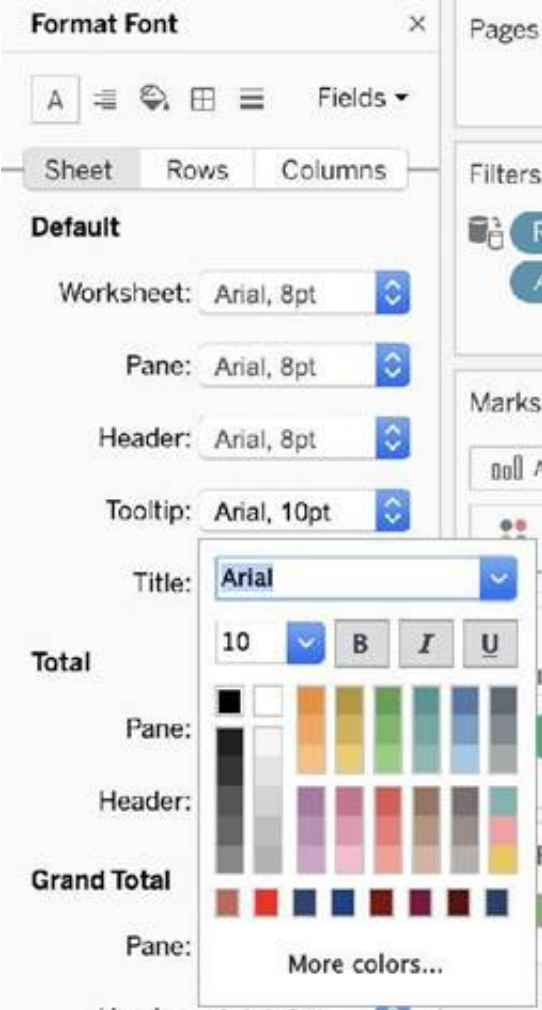 Format Font ×
Pages
A Fields
Sheet Rows Columns
Filters
Default
Worksheet: Arial, 8pt
Pane: Arial, 8pt
Marks
Header: Arial, 8pt
Tooltip: Arial, 10pt
Title: Arial
10 B I U
Total
Pane:
Header:
Grand Total
Pane:
More colors...